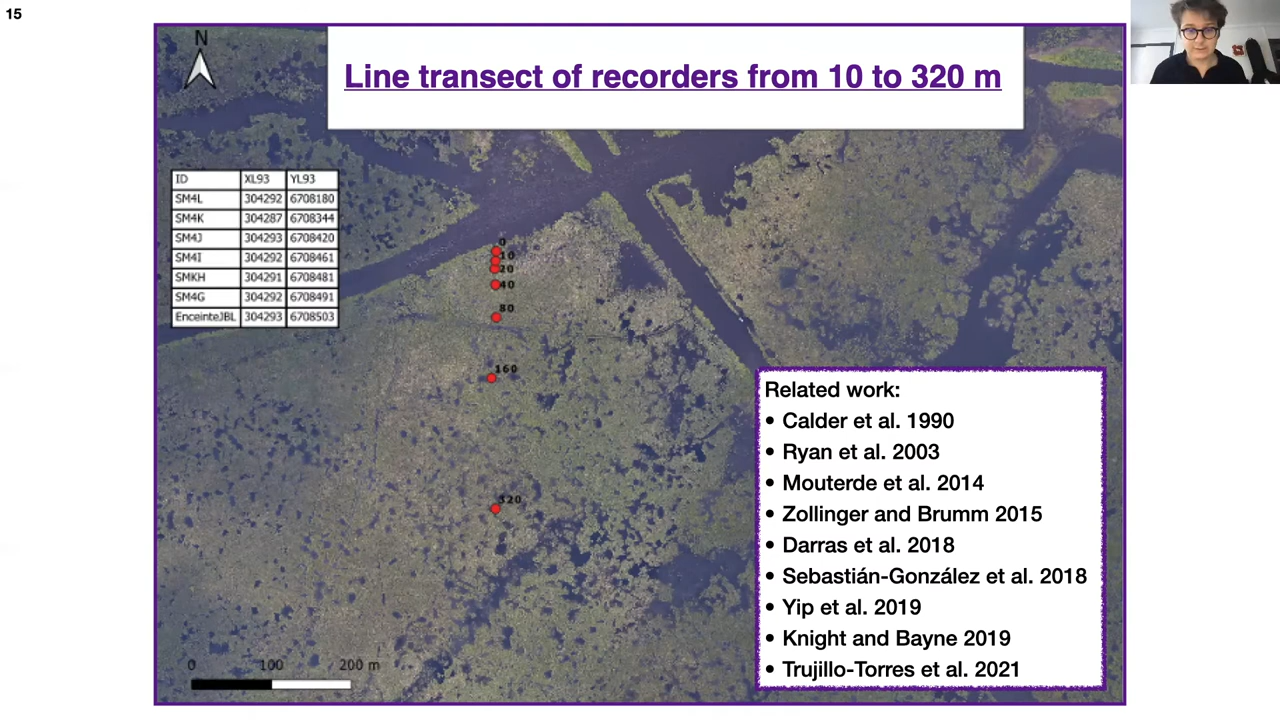 15
N
Line transect of recorders from 10 to 320 m
ID XL93 YL93
SM4L 304292 6708180
SM4K 304287 6708344
SM4J 304293 6708420
SM4I 304292 6708461
SMKH 304291 6708481
SM4G 304292 6708491
EnceinteJBL 304293 6708503
0
10
20
40
80
160
320
Related work:
• Calder et al. 1990
• Ryan et al. 2003
• Mouterde et al. 2014
• Zollinger and Brumm 2015
• Darras et al. 2018
• Sebastián-González et al. 2018
• Yip et al. 2019
• Knight and Bayne 2019
• Trujillo-Torres et al. 2021
0 100 200 m